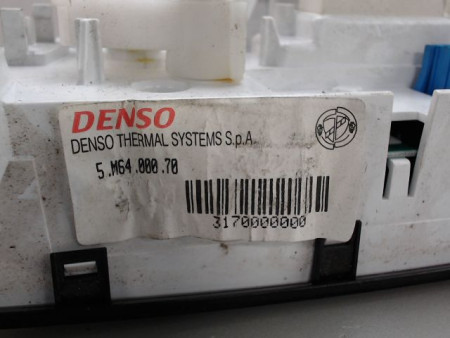 DENSO
DENSO THERMAL SYSTEMS S.p.A.
5.M64.000.70
3170000000